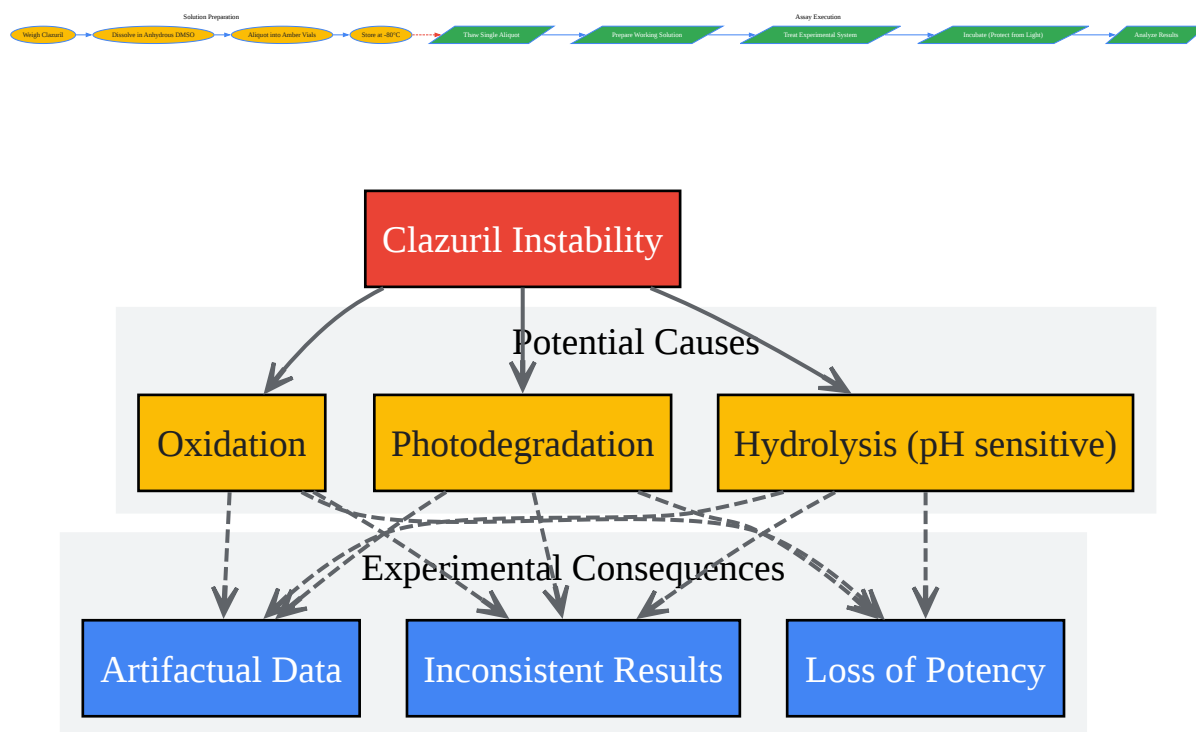 Solution Preparation
Assay Execution
Weigh Clazuril
Dissolve in Anhydrous DMSO
Aliquot into Amber Vials
Store at -80°C
Thaw Single Aliquot
Prepare Working Solution
Treat Experimental System
Incubate (Protect from Light)
Analyze Results
Clazuril Instability
Potential Causes
Oxidation
Photodegradation
Hydrolysis (pH sensitive)
Experimental Consequences
Artifactual Data
Inconsistent Results
Loss of Potency